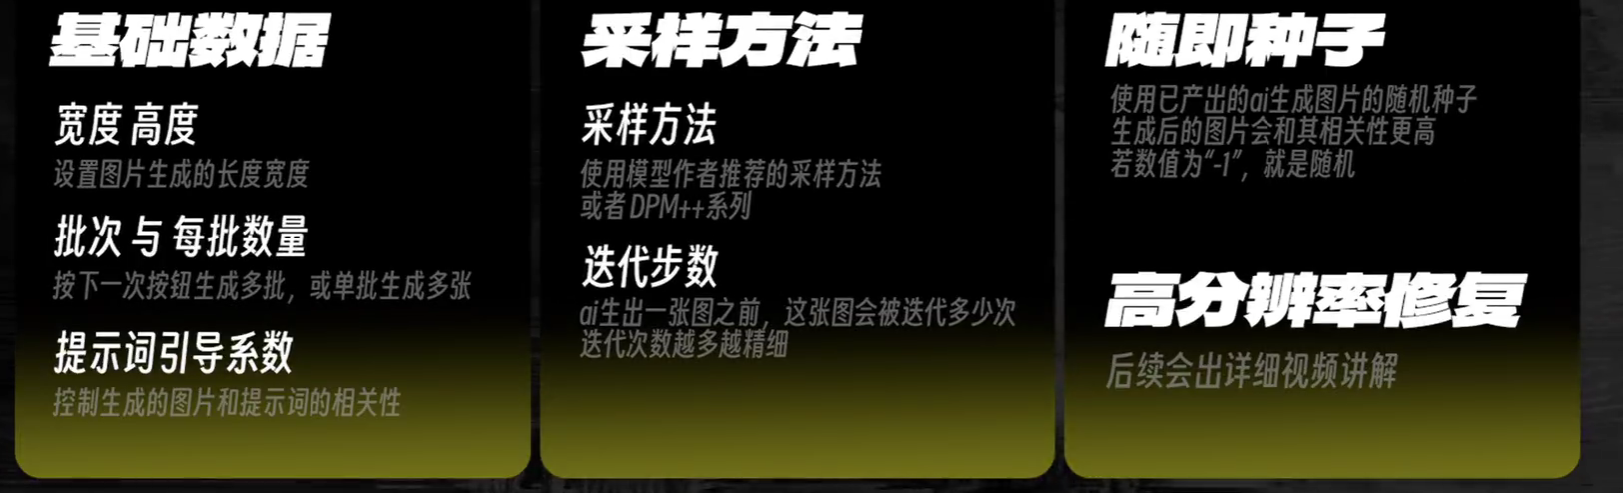 基础数据
宽度 高度
设置图片生成的长度宽度
批次 与 每批数量
按下一次按钮生成多批，或单批生成多张
提示词引导系数
控制生成的图片和提示词的相关性
采样方法
采样方法
使用模型作者推荐的采样方法
或者 DPM++系列
迭代步数
ai生出一张图之前，这张图会被迭代多少次
迭代次数越多越精细
随即种子
使用已产出的ai生成图片的随机种子
生成后的图片会和其相关性更高
若数值为“-1”，就是随机
高分辨率修复
后续会出详细视频讲解